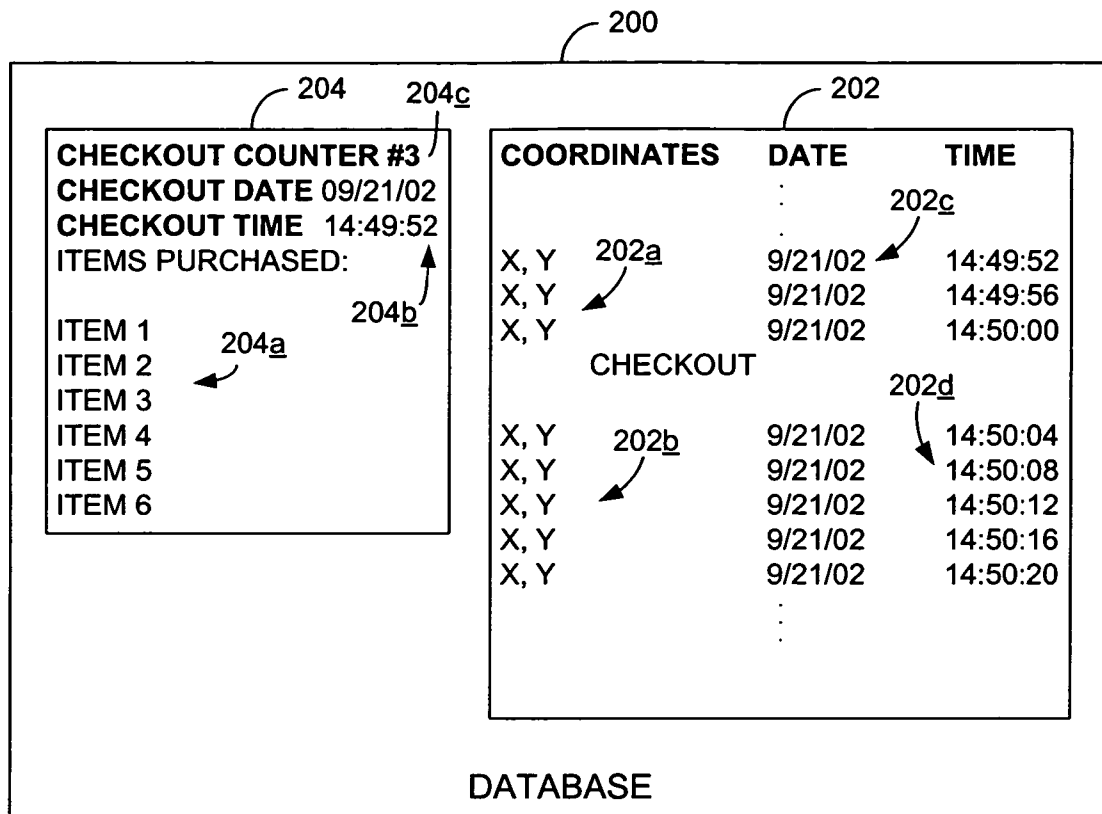 200
204
204c
CHECKOUT COUNTER #3
CHECKOUT DATE 09/21/02
CHECKOUT TIME 14:49:52
ITEMS PURCHASED:
204b
ITEM 1
204a
ITEM 2
ITEM 3
ITEM 4
ITEM 5
ITEM 6
202
COORDINATES DATE TIME
202c
202a
X, Y 9/21/02 14:49:52
X, Y 9/21/02 14:49:56
X, Y 9/21/02 14:50:00
CHECKOUT
202d
202b
X, Y 9/21/02 14:50:04
X, Y 9/21/02 14:50:08
X, Y 9/21/02 14:50:12
X, Y 9/21/02 14:50:16
X, Y 9/21/02 14:50:20
DATABASE